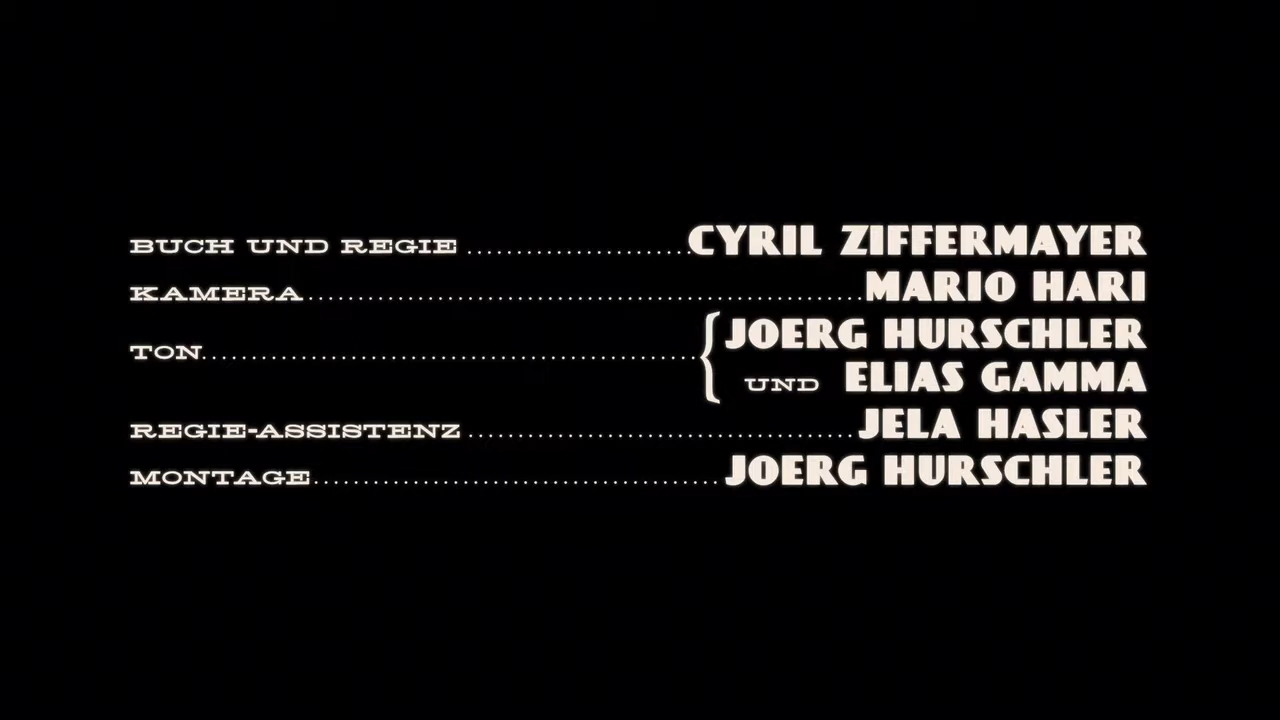 BUCH UND REGIE ........................ CYRIL ZIFFERMAYER
KAMERA ........................ MARIO HARI
TON ........................ { JOERG HURSCHLER
UND ELIAS GAMMA
REGIE-ASSISTENZ ........................ JELA HASLER
MONTAGE ........................ JOERG HURSCHLER